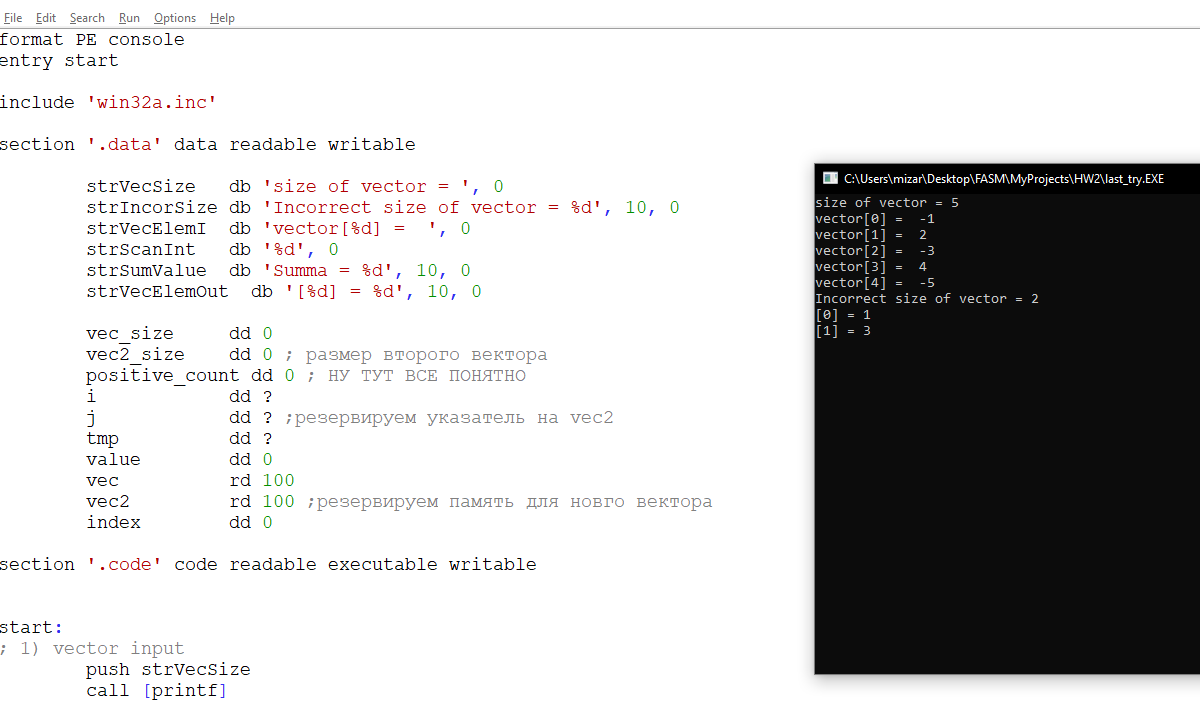 File Edit Search Run Options Help
format PE console
entry start
include 'win32a.inc'
section '.data' data readable writable
strVecSize db 'size of vector = ', 0
strIncorSize db 'Incorrect size of vector = %d', 10, 0
strVecElemI db 'vector[%d] =  ', 0
strScanInt db '%d', 0
strSumValue db 'Summa = %d', 10, 0
strVecElemOut db '[%d] = %d', 10, 0
vec_size dd 0
vec2_size dd 0 ; размер второго вектора
positive_count dd 0 ; НУ ТУТ ВСЕ ПОНЯТНО
i dd ?
j dd ? ;резервируем указатель на vec2
tmp dd ?
value dd 0
vec rd 100
vec2 rd 100 ;резервируем память для новго вектора
index dd 0
section '.code' code readable executable writable
start:
; 1) vector input
push strVecSize
call [printf]
C:\Users\mizar\Desktop\FASM\MyProjects\HW2\last_try.EXE
size of vector = 5
vector[0] =  -1
vector[1] =  2
vector[2] =  -3
vector[3] =  4
vector[4] =  -5
Incorrect size of vector = 2
[0] = 1
[1] = 3